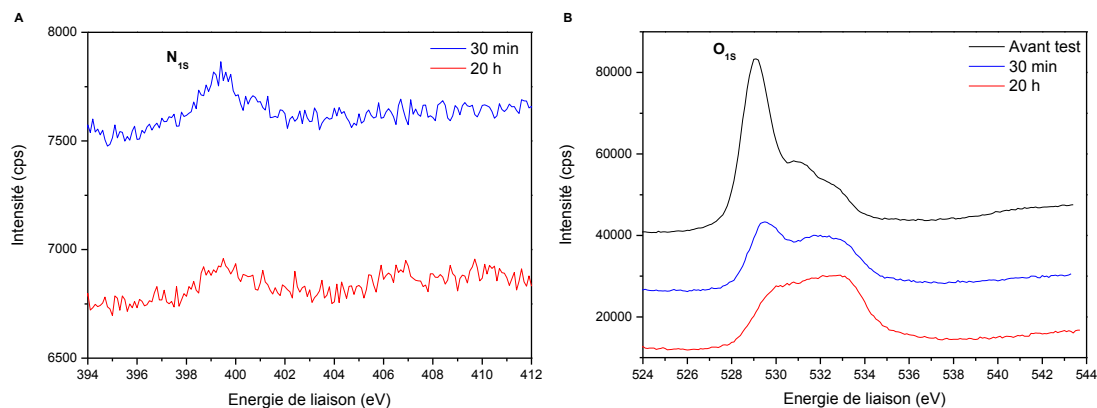 A
8000
7500
7000
6500
Intensité (cps)
N1S
30 min
20 h
394 396 398 400 402 404 406 408 410 412
Energie de liaison (eV)
B
80000
60000
40000
20000
Intensité (cps)
O1S
Avant test
30 min
20 h
524 526 528 530 532 534 536 538 540 542 544
Energie de liaison (eV)